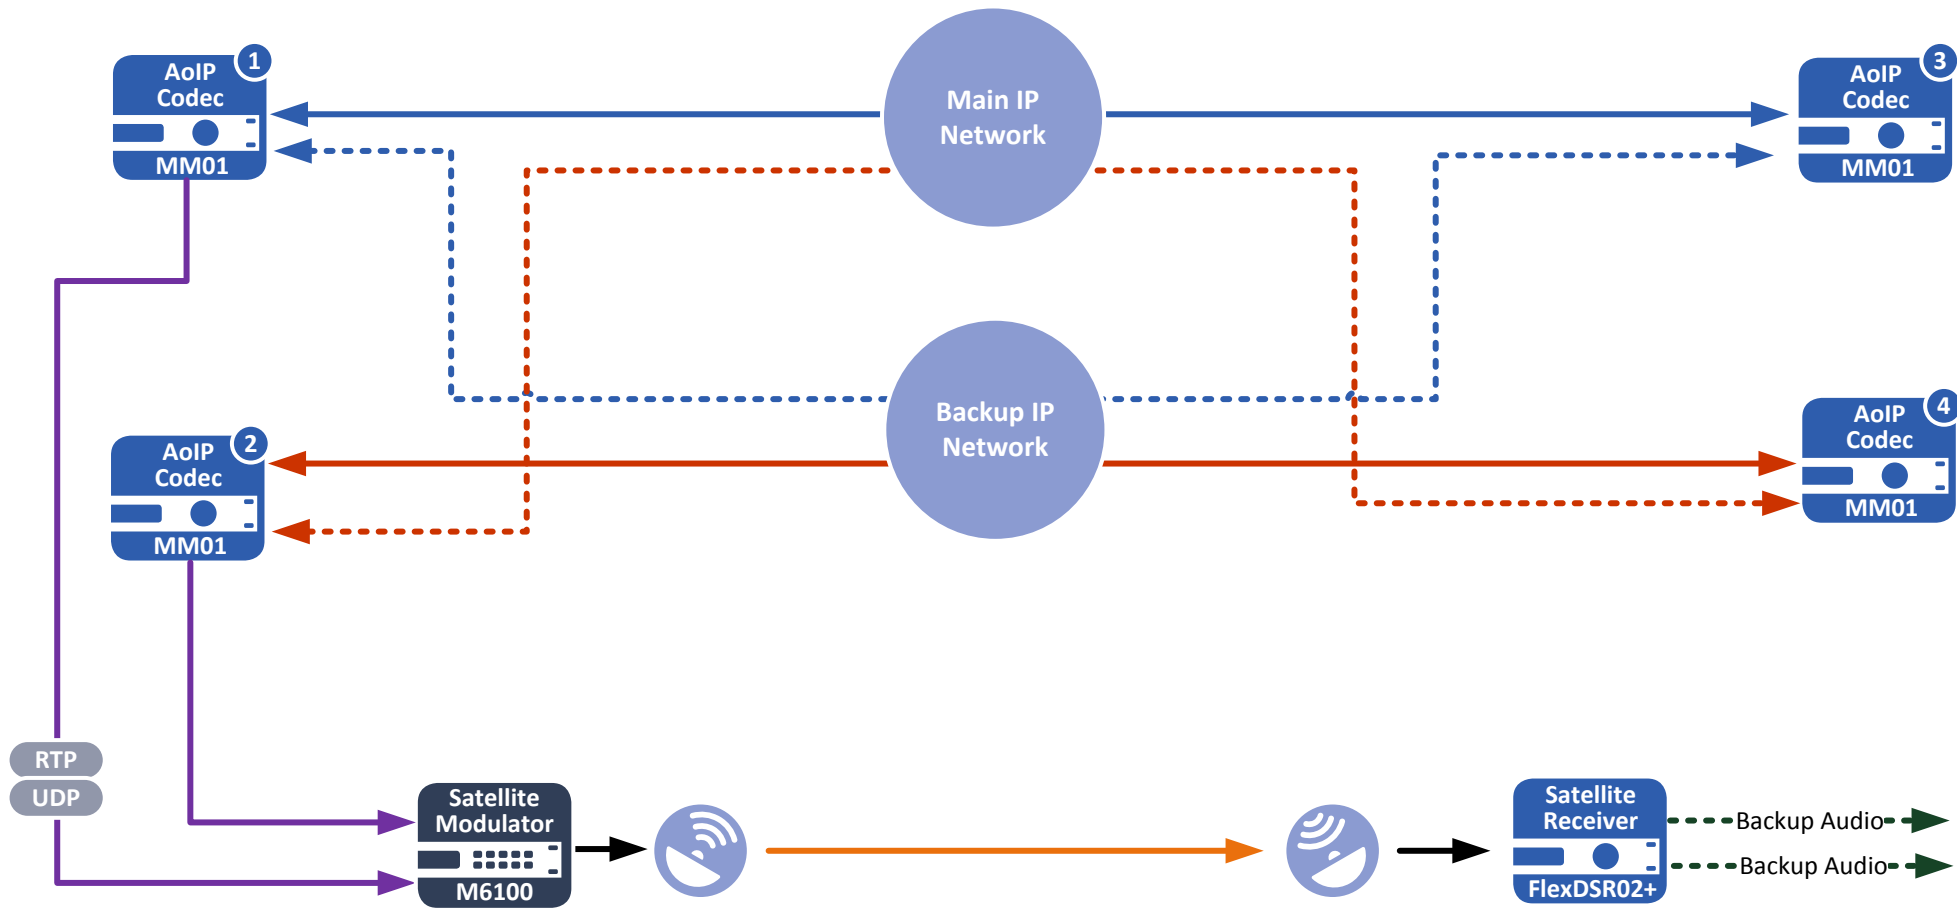 1
AoIP
Codec
MM01
Main IP
Network
3
AoIP
Codec
MM01
2
AoIP
Codec
MM01
Backup IP
Network
4
AoIP
Codec
MM01
RTP
UDP
Satellite
Modulator
M6100
Satellite
Receiver
FlexDSR02+
Backup Audio
Backup Audio